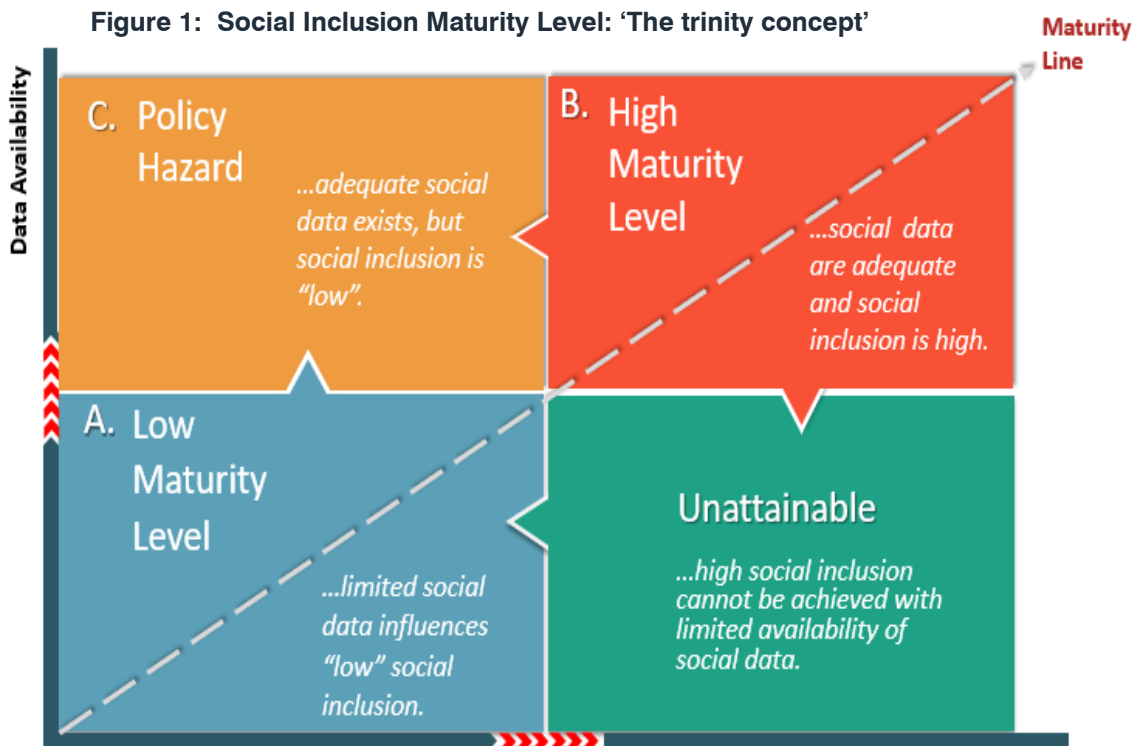 Figure 1:  Social Inclusion Maturity Level: ‘The trinity concept’
Maturity
Line
Data Availability
C. Policy
Hazard
...adequate social
data exists, but
social inclusion is
“low”.
B. High
Maturity
Level
...social  data
are adequate
and social
inclusion is high.
A. Low
Maturity
Level
...limited social
data influences
“low” social
inclusion.
Unattainable
...high social inclusion
cannot be achieved with
limited availability of
social data.